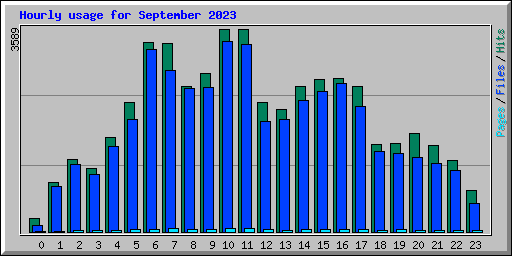 Hourly usage for September 2023
3589
Pages/Files/Hits
0 1 2 3 4 5 6 7 8 9 10 11 12 13 14 15 16 17 18 19 20 21 22 23